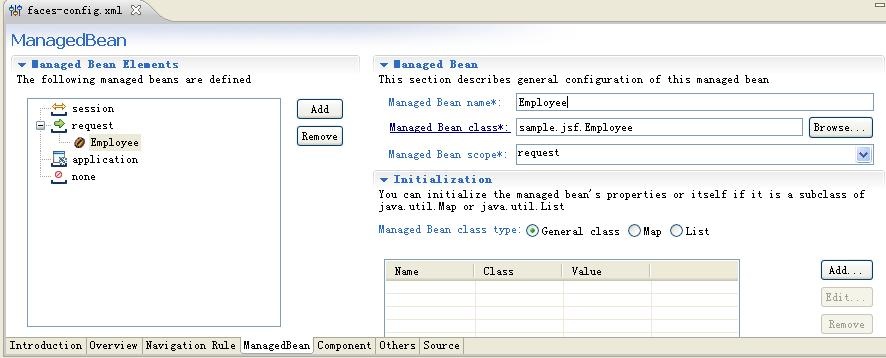 faces-config.xml
ManagedBean
Managed Bean Elements
The following managed beans are defined
session
request
Employee
application
none
Add
Remove
Managed Bean
This section describes general configuration of this managed bean
Managed Bean name*: Employee
Managed Bean class*: sample.jsf.Employee Browse...
Managed Bean scope*: request
Initialization
You can initialize the managed bean's properties or itself if it is a subclass of
java.util.Map or java.util.List
Managed Bean class type: General class Map List
Name Class Value
Add...
Edit...
Remove
Introduction Overview Navigation Rule ManagedBean Component Others Source